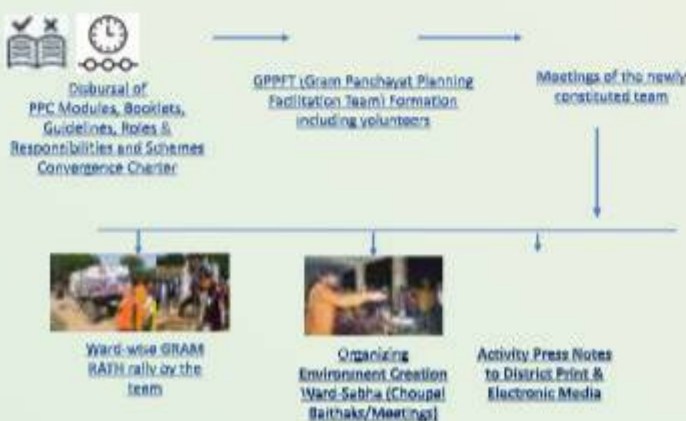 Disbursal of
PPC Modules, Booklets,
Guidelines, Roles &
Responsibilities and Schemes
Convergence Charter
GPPFT (Gram Panchayat Planning
Facilitation Team) Formation
including volunteers
Meetings of the newly
constituted team
Ward-wise GRAM
RATH rally by the
team
Organizing
Environment Creation
Ward-Sabha (Choupal
Baithaks/Meetings)
Activity Press Notes
to District Print &
Electronic Media